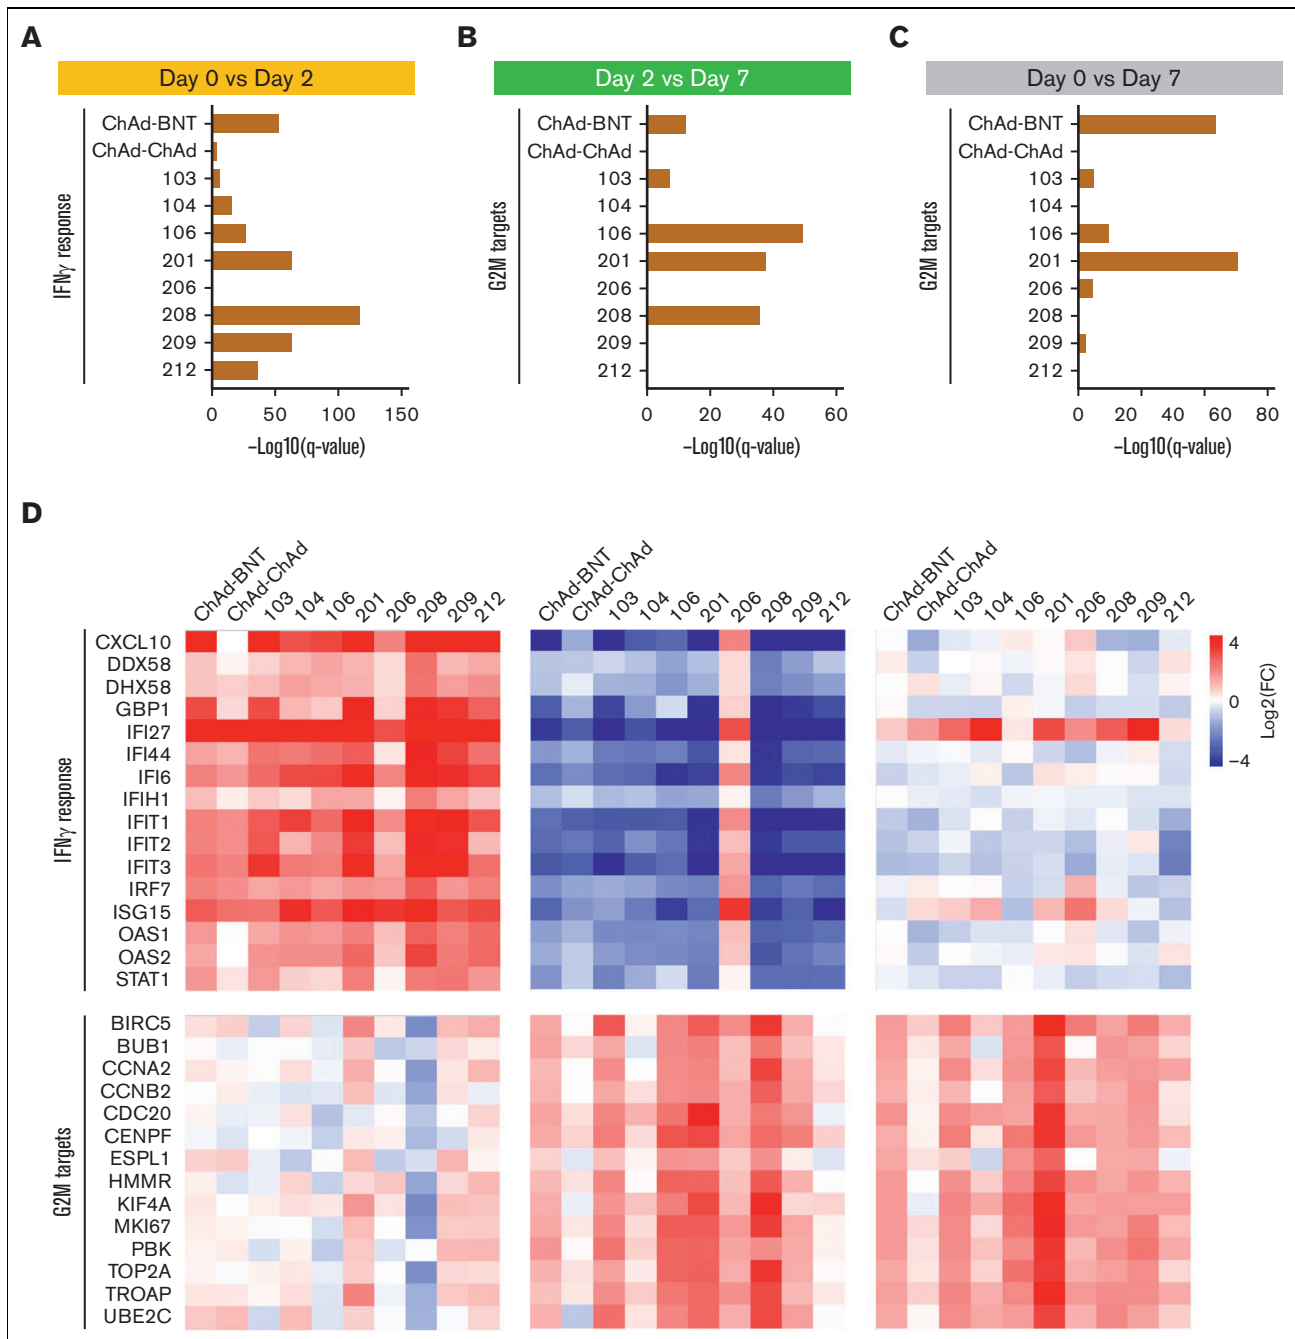 A
B
C
Day 0 vs Day 2
Day 2 vs Day 7
Day 0 vs Day 7
IFNγ response
ChAd-BNT
ChAd-ChAd
103
104
106
201
206
208
209
212
0 50 100 150
–Log10(q-value)
G2M targets
ChAd-BNT
ChAd-ChAd
103
104
106
201
206
208
209
212
0 20 40 60
–Log10(q-value)
G2M targets
ChAd-BNT
ChAd-ChAd
103
104
106
201
206
208
209
212
0 20 40 60 80
–Log10(q-value)
D
ChAd-BNT ChAd-ChAd 103 104 106 201 206 208 209 212
ChAd-BNT ChAd-ChAd 103 104 106 201 206 208 209 212
ChAd-BNT ChAd-ChAd 103 104 106 201 206 208 209 212
IFNγ response
CXCL10
DDX58
DHX58
GBP1
IFI27
IFI44
IFI6
IFIH1
IFIT1
IFIT2
IFIT3
IRF7
ISG15
OAS1
OAS2
STAT1
4
0
–4
Log2(FC)
G2M targets
BIRC5
BUB1
CCNA2
CCNB2
CDC20
CENPF
ESPL1
HMMR
KIF4A
MKI67
PBK
TOP2A
TROAP
UBE2C